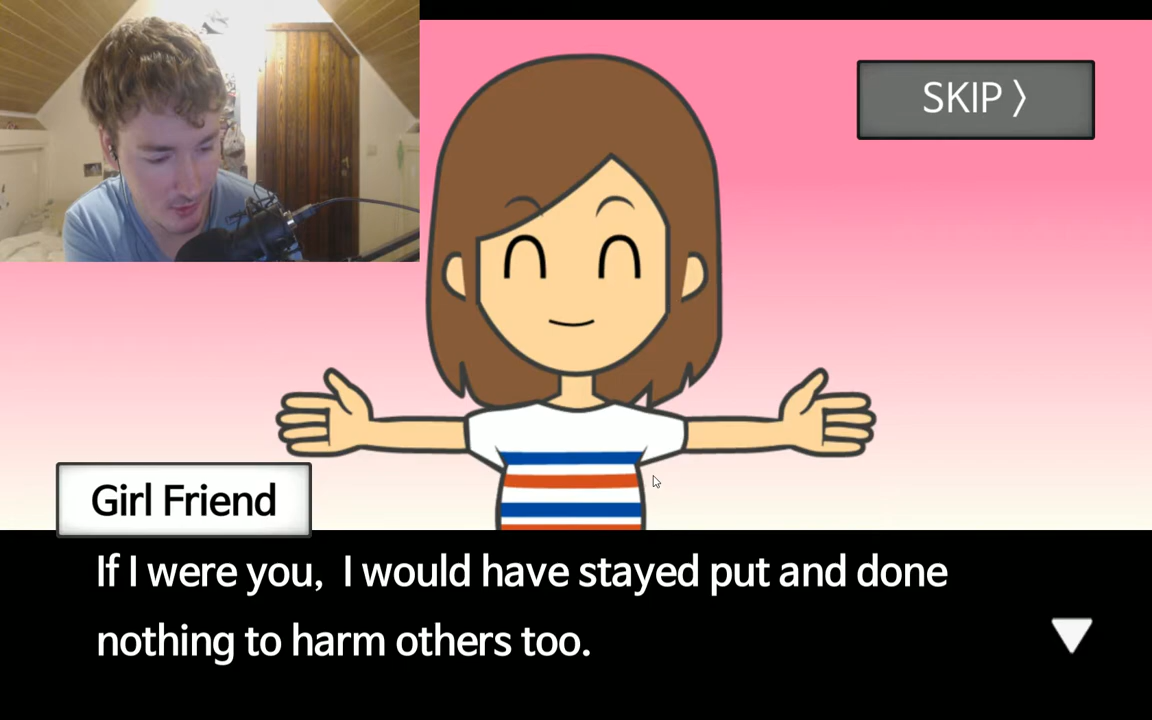 SKIP 〉
Girl Friend
If I were you, I would have stayed put and done
nothing to harm others too.